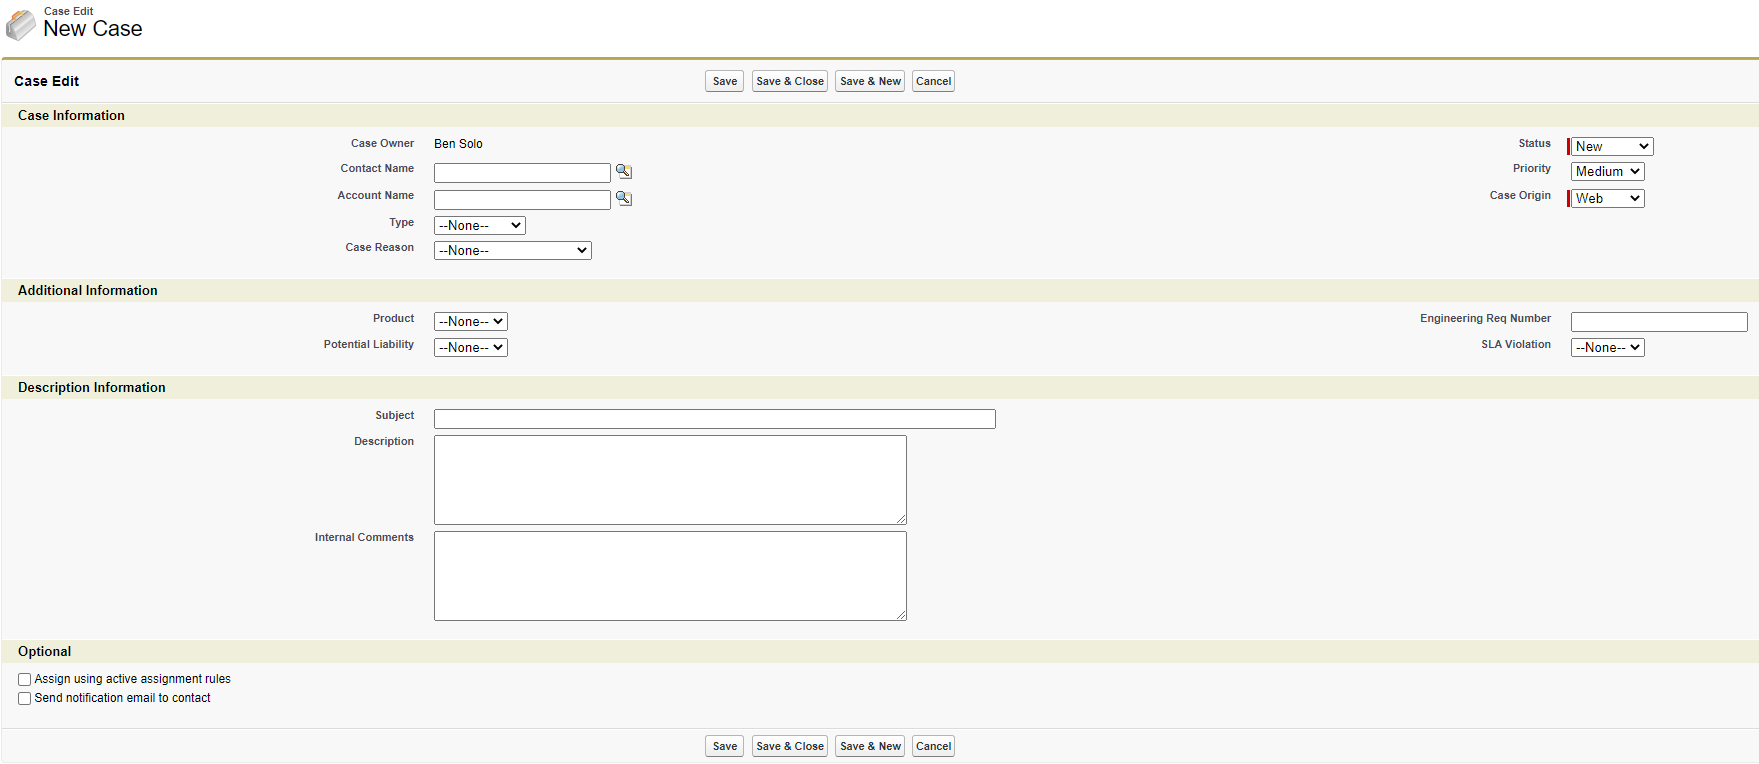 Case Edit
New Case
Case Edit
Save Save & Close Save & New Cancel
Case Information
Case Owner Ben Solo Status New
Contact Name Priority Medium
Account Name Case Origin Web
Type --None--
Case Reason --None--
Additional Information
Product --None-- Engineering Req Number
Potential Liability --None-- SLA Violation --None--
Description Information
Subject
Description
Internal Comments
Optional
Assign using active assignment rules
Send notification email to contact
Save Save & Close Save & New Cancel